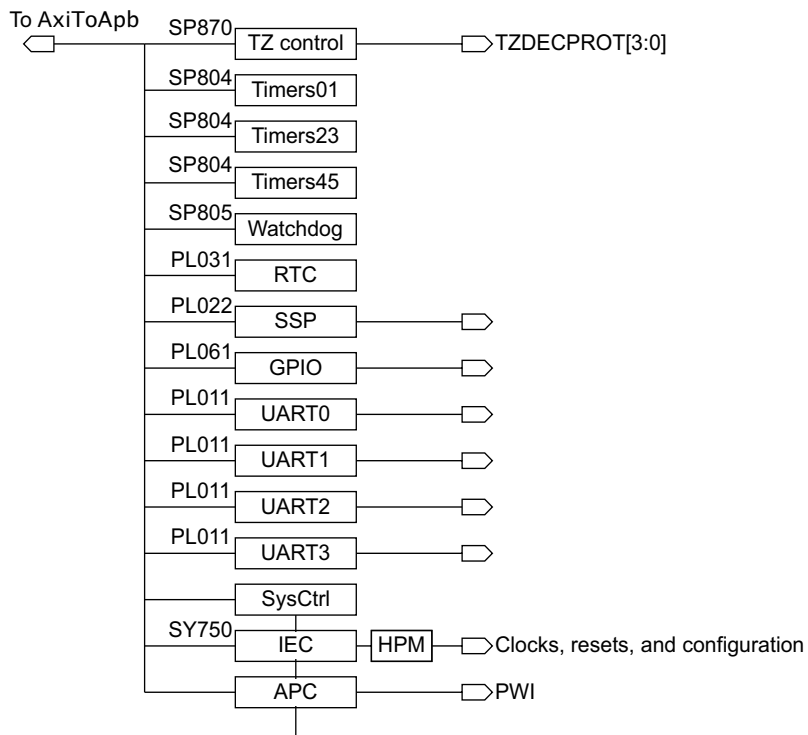 To AxiToApb
SP870 TZ control TZDECPROT[3:0]
SP804 Timers01
SP804 Timers23
SP804 Timers45
SP805 Watchdog
PL031 RTC
PL022 SSP
PL061 GPIO
PL011 UART0
PL011 UART1
PL011 UART2
PL011 UART3
SysCtrl
SY750 IEC HPM Clocks, resets, and configuration
APC PWI